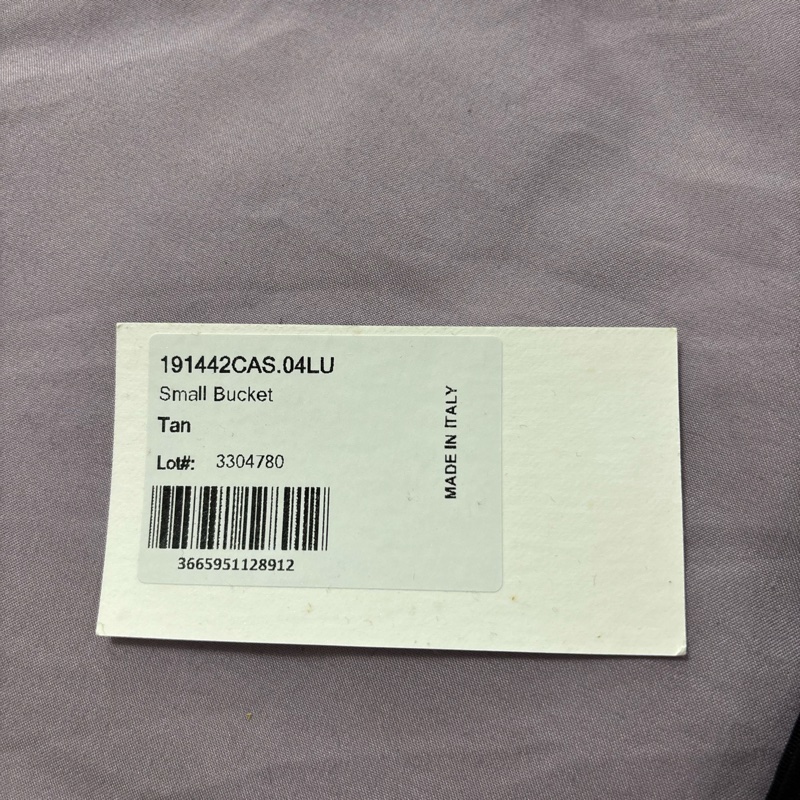 191442CAS.04LU
Small Bucket
Tan
Lot#: 3304780
3665951128912
MADE IN ITALY